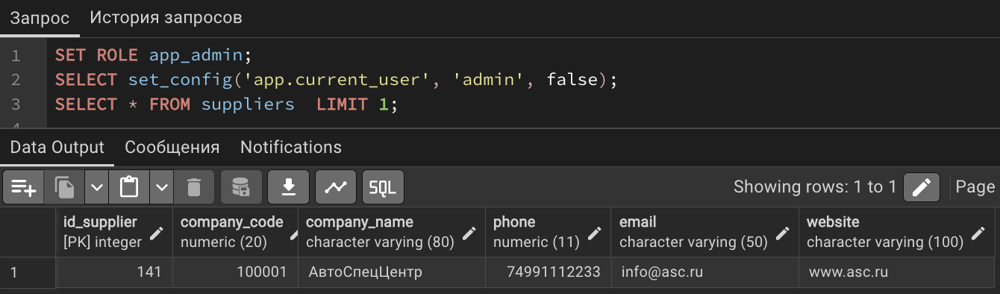 Запрос История запросов
1 SET ROLE app_admin;
2 SELECT set_config('app.current_user', 'admin', false);
3 SELECT * FROM suppliers  LIMIT 1;
4
Data Output Сообщения Notifications
SQL Showing rows: 1 to 1 Page
id_supplier company_code company_name phone email website
[PK] integer numeric (20) character varying (80) numeric (11) character varying (50) character varying (100)
1 141 100001 АвтоСпецЦентр 74991112233 info@asc.ru www.asc.ru